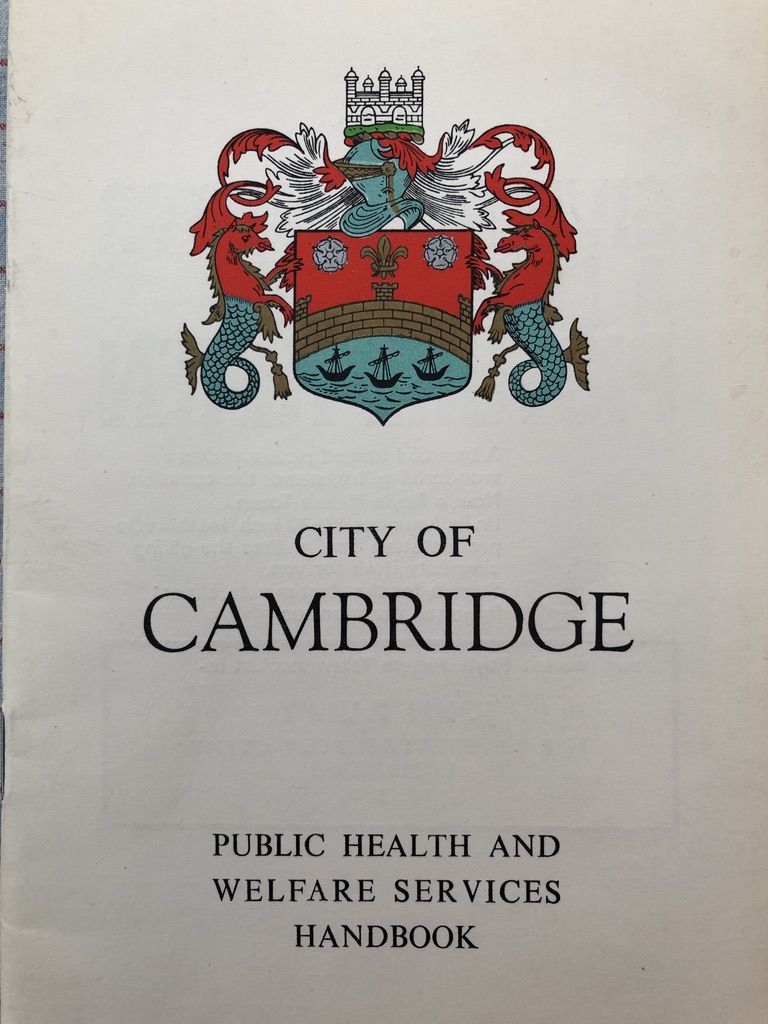 CITY OF
CAMBRIDGE
PUBLIC HEALTH AND
WELFARE SERVICES
HANDBOOK